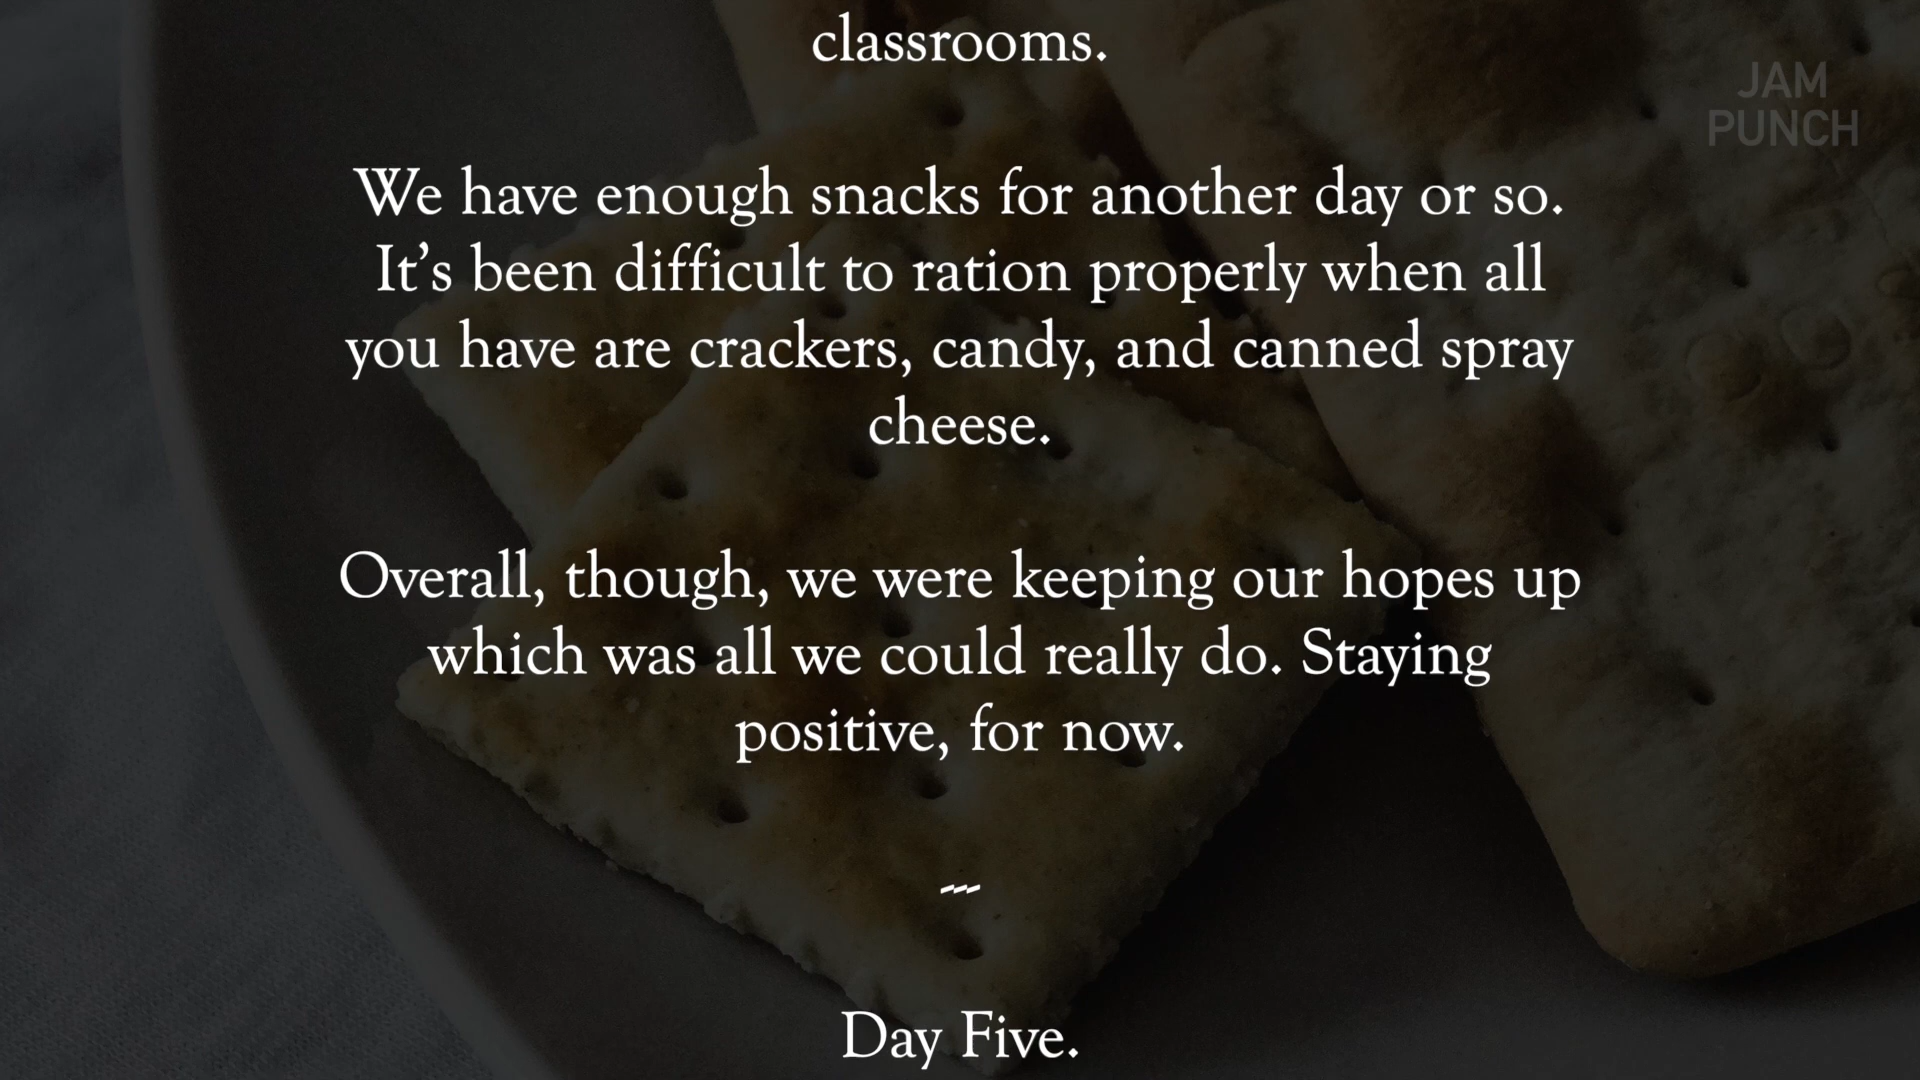 classrooms.
JAM
PUNCH
We have enough snacks for another day or so.
It’s been difficult to ration properly when all
you have are crackers, candy, and canned spray
cheese.
Overall, though, we were keeping our hopes up
which was all we could really do. Staying
positive, for now.
---
Day Five.